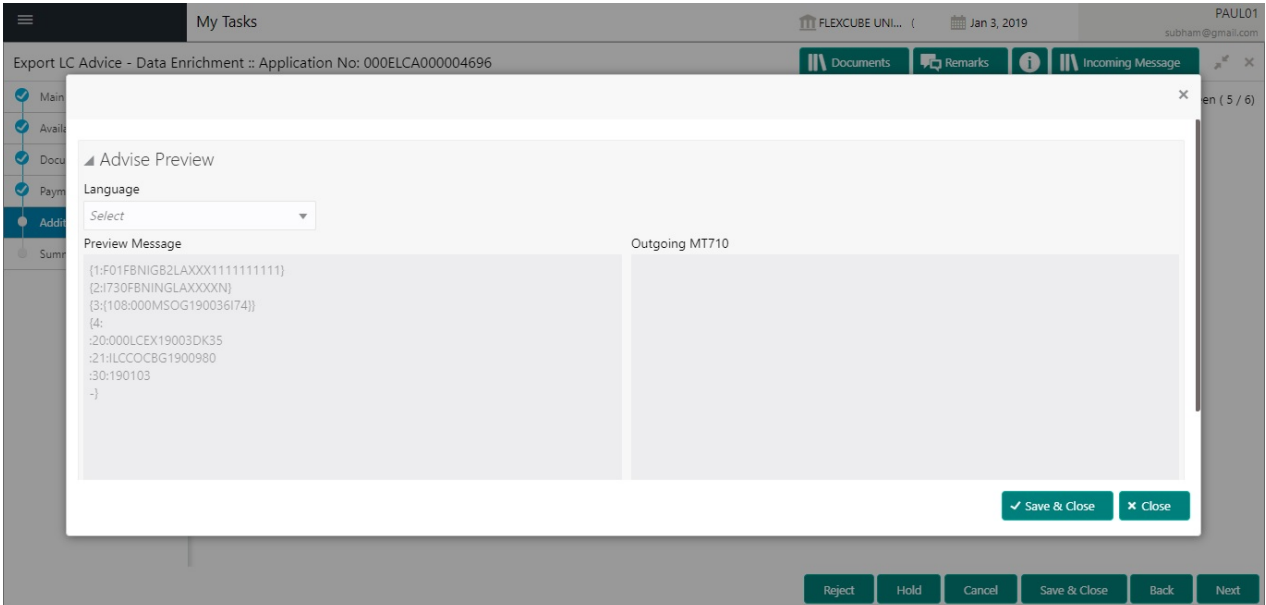 My Tasks
FLEXCUBE UNI... (
Jan 3, 2019
PAUL01
subham@gmail.com
Export LC Advice - Data Enrichment :: Application No: 000ELCA000004696
Documents
Remarks
Incoming Message
Main
Availa
Docu
Paym
Addit
Summ
en ( 5 / 6)
Advise Preview
Language
Select
Preview Message
{1:F01FBNIGB2LAXXX1111111111}
{2:I730FBNINGLAXXXXN}
{3:{108:000MSOG190036I74}}
{4:
:20:000LCEX19003DK35
:21:ILCCOCBG1900980
:30:190103
-}
Outgoing MT710
Save & Close
Close
Reject
Hold
Cancel
Save & Close
Back
Next